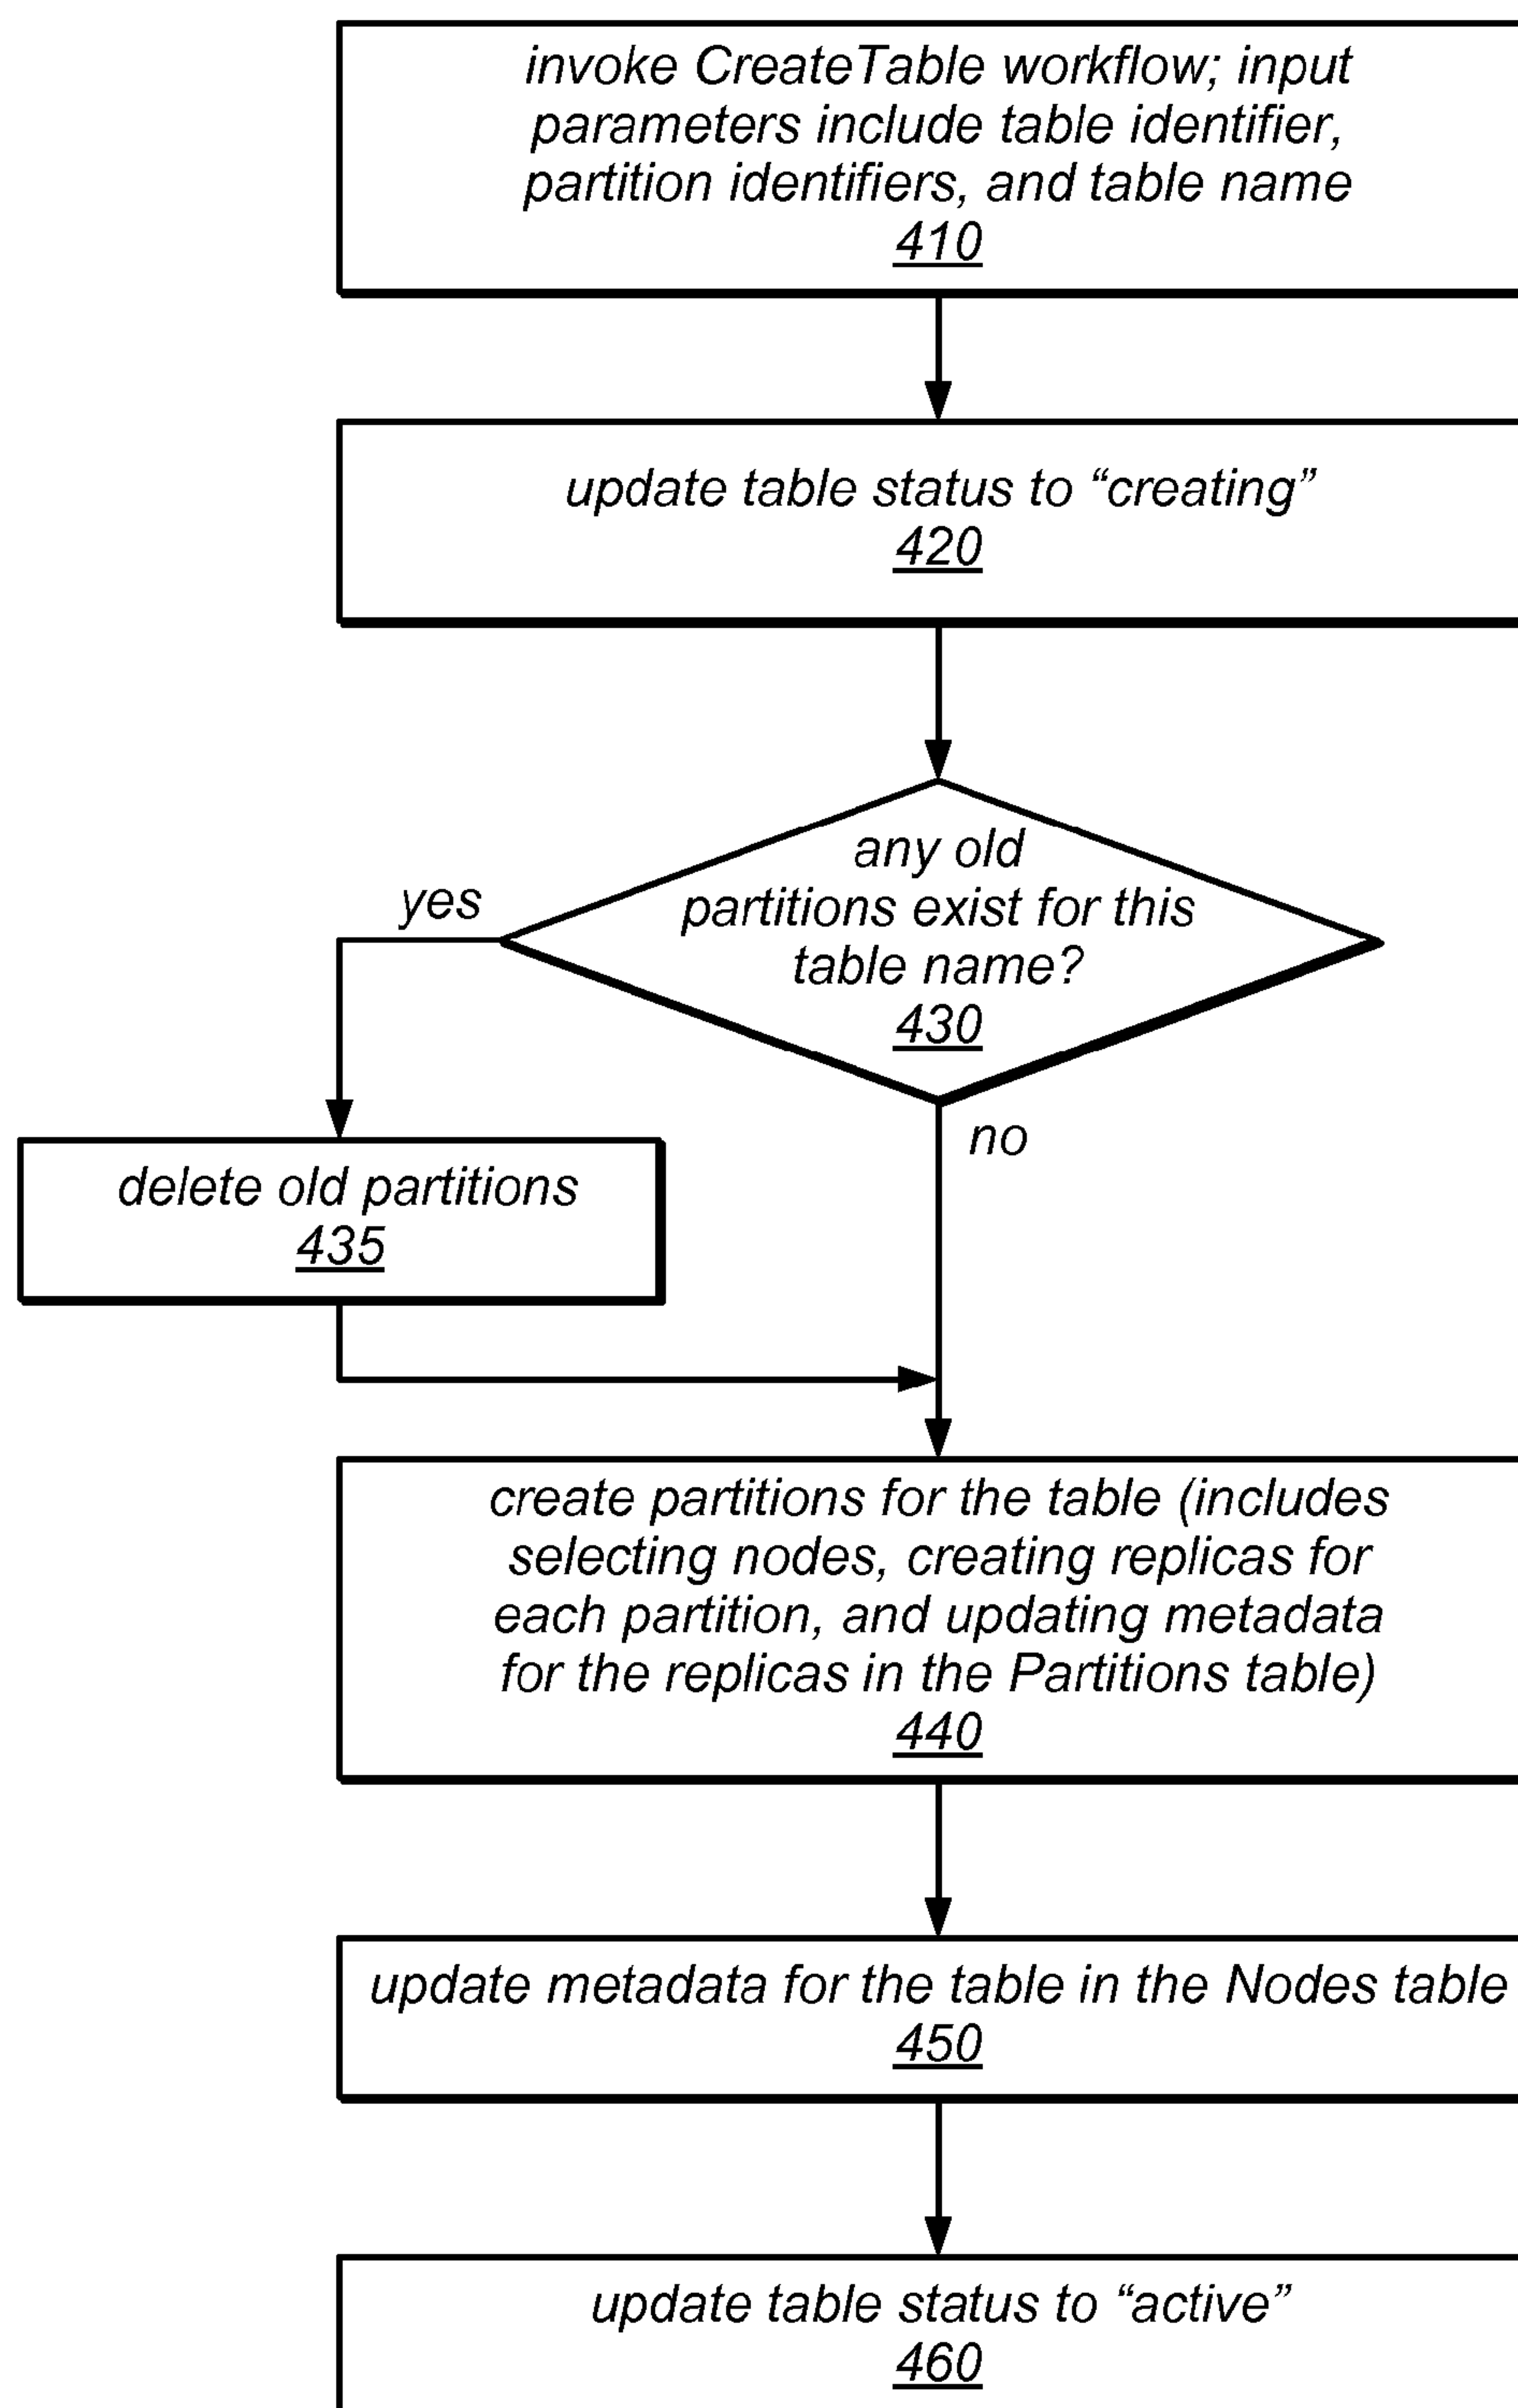 invoke CreateTable workflow; input
parameters include table identifier,
partition identifiers, and table name
410
update table status to “creating”
420
any old
partitions exist for this
table name?
430
yes
no
delete old partitions
435
create partitions for the table (includes
selecting nodes, creating replicas for
each partition, and updating metadata
for the replicas in the Partitions table)
440
update metadata for the table in the Nodes table
450
update table status to “active”
460